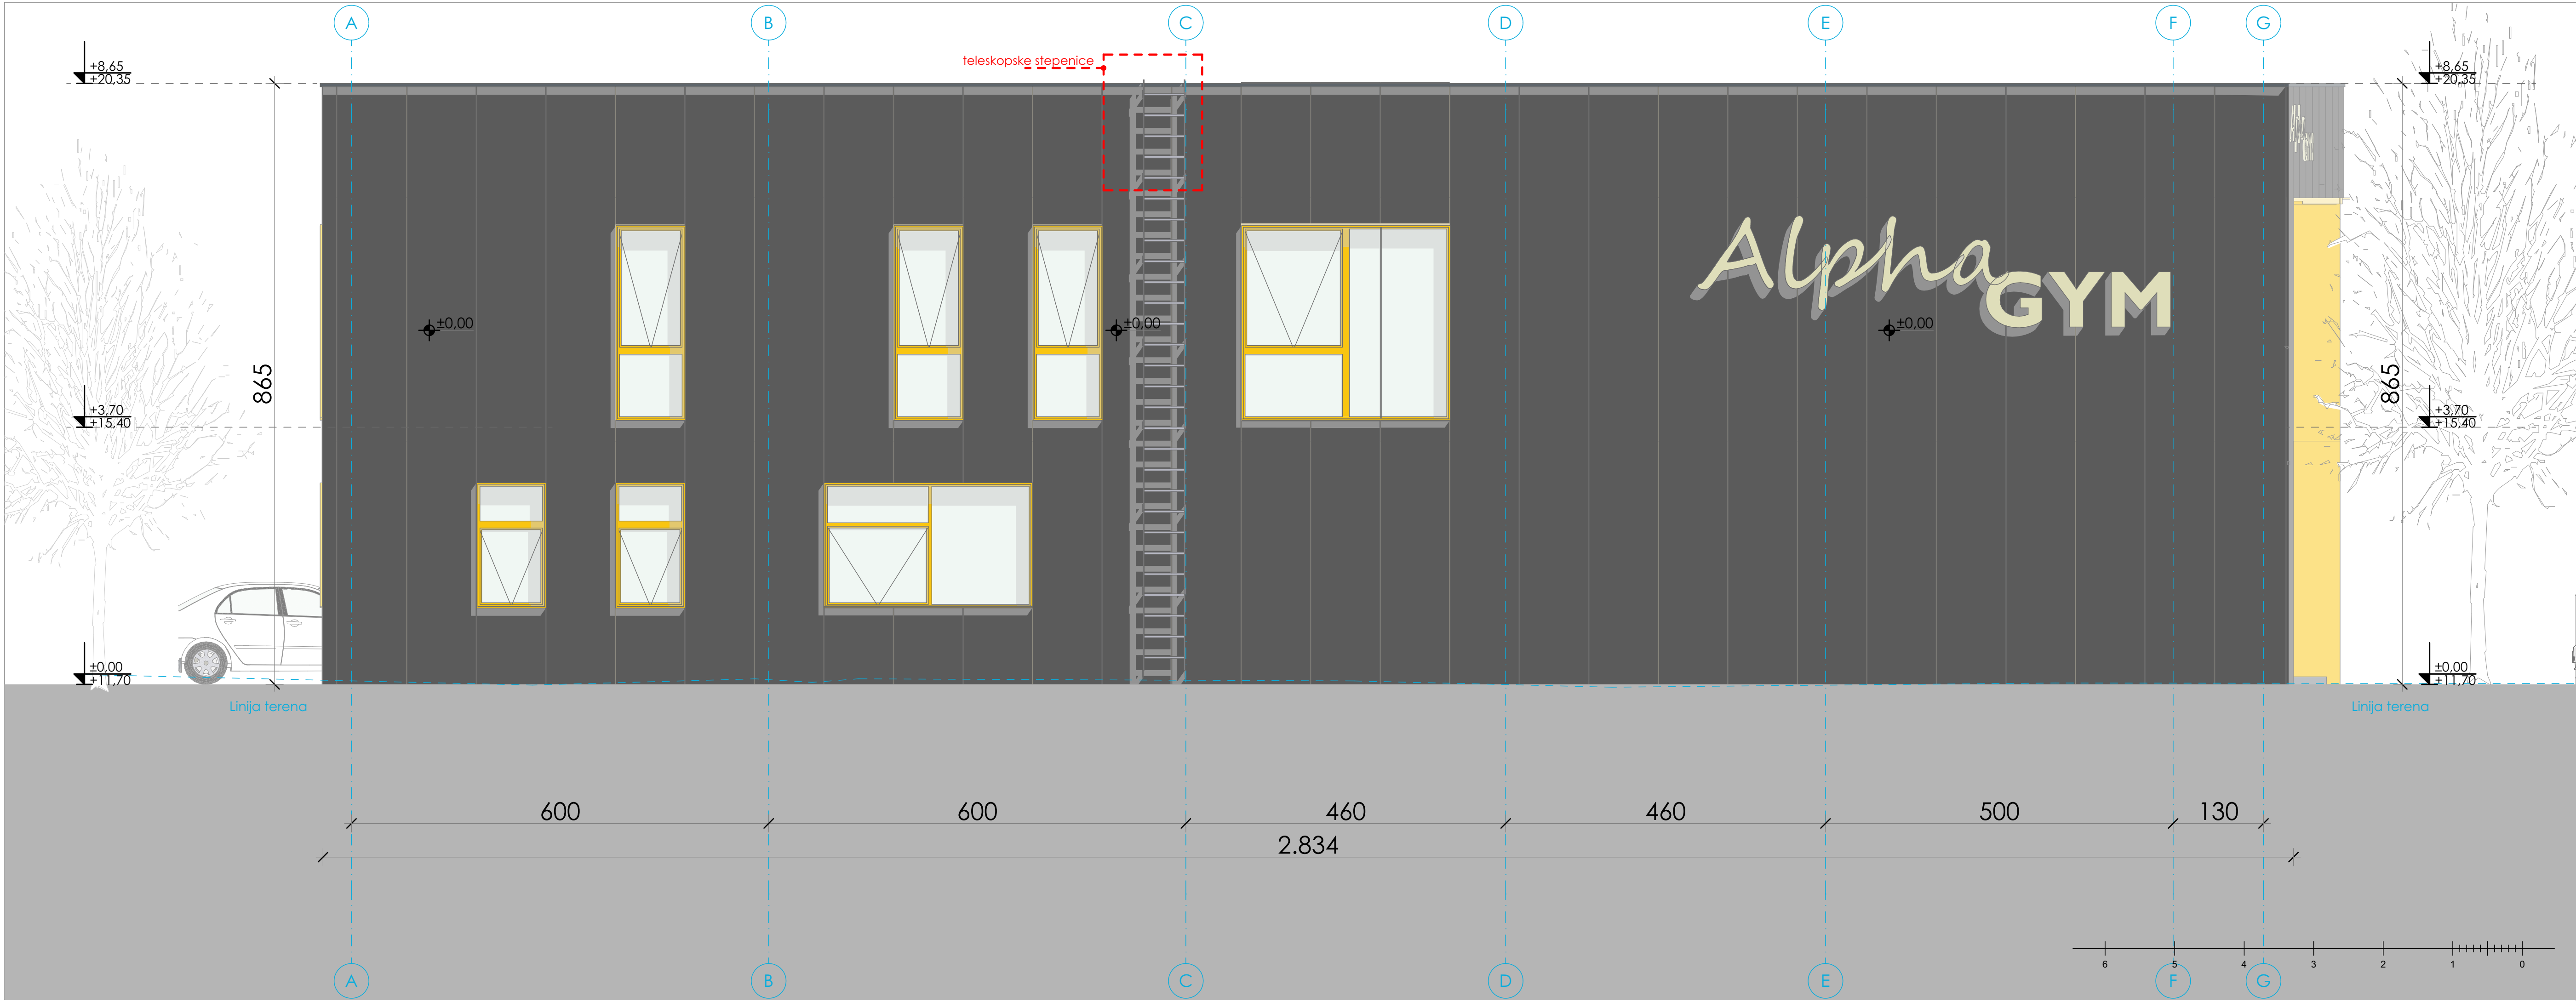 A B C D E F G
teleskopske stepenice
+8,65
+20,35
+8,65
+20,35
Alpha
GYM
±0,00
±0,00
±0,00
865
865
+3,70
+15,40
+3,70
+15,40
±0,00
+11,70
±0,00
+11,70
Linija terena
Linija terena
600 600 460 460 500 130
2.834
6 5 4 3 2 1 0
A B C D E F G